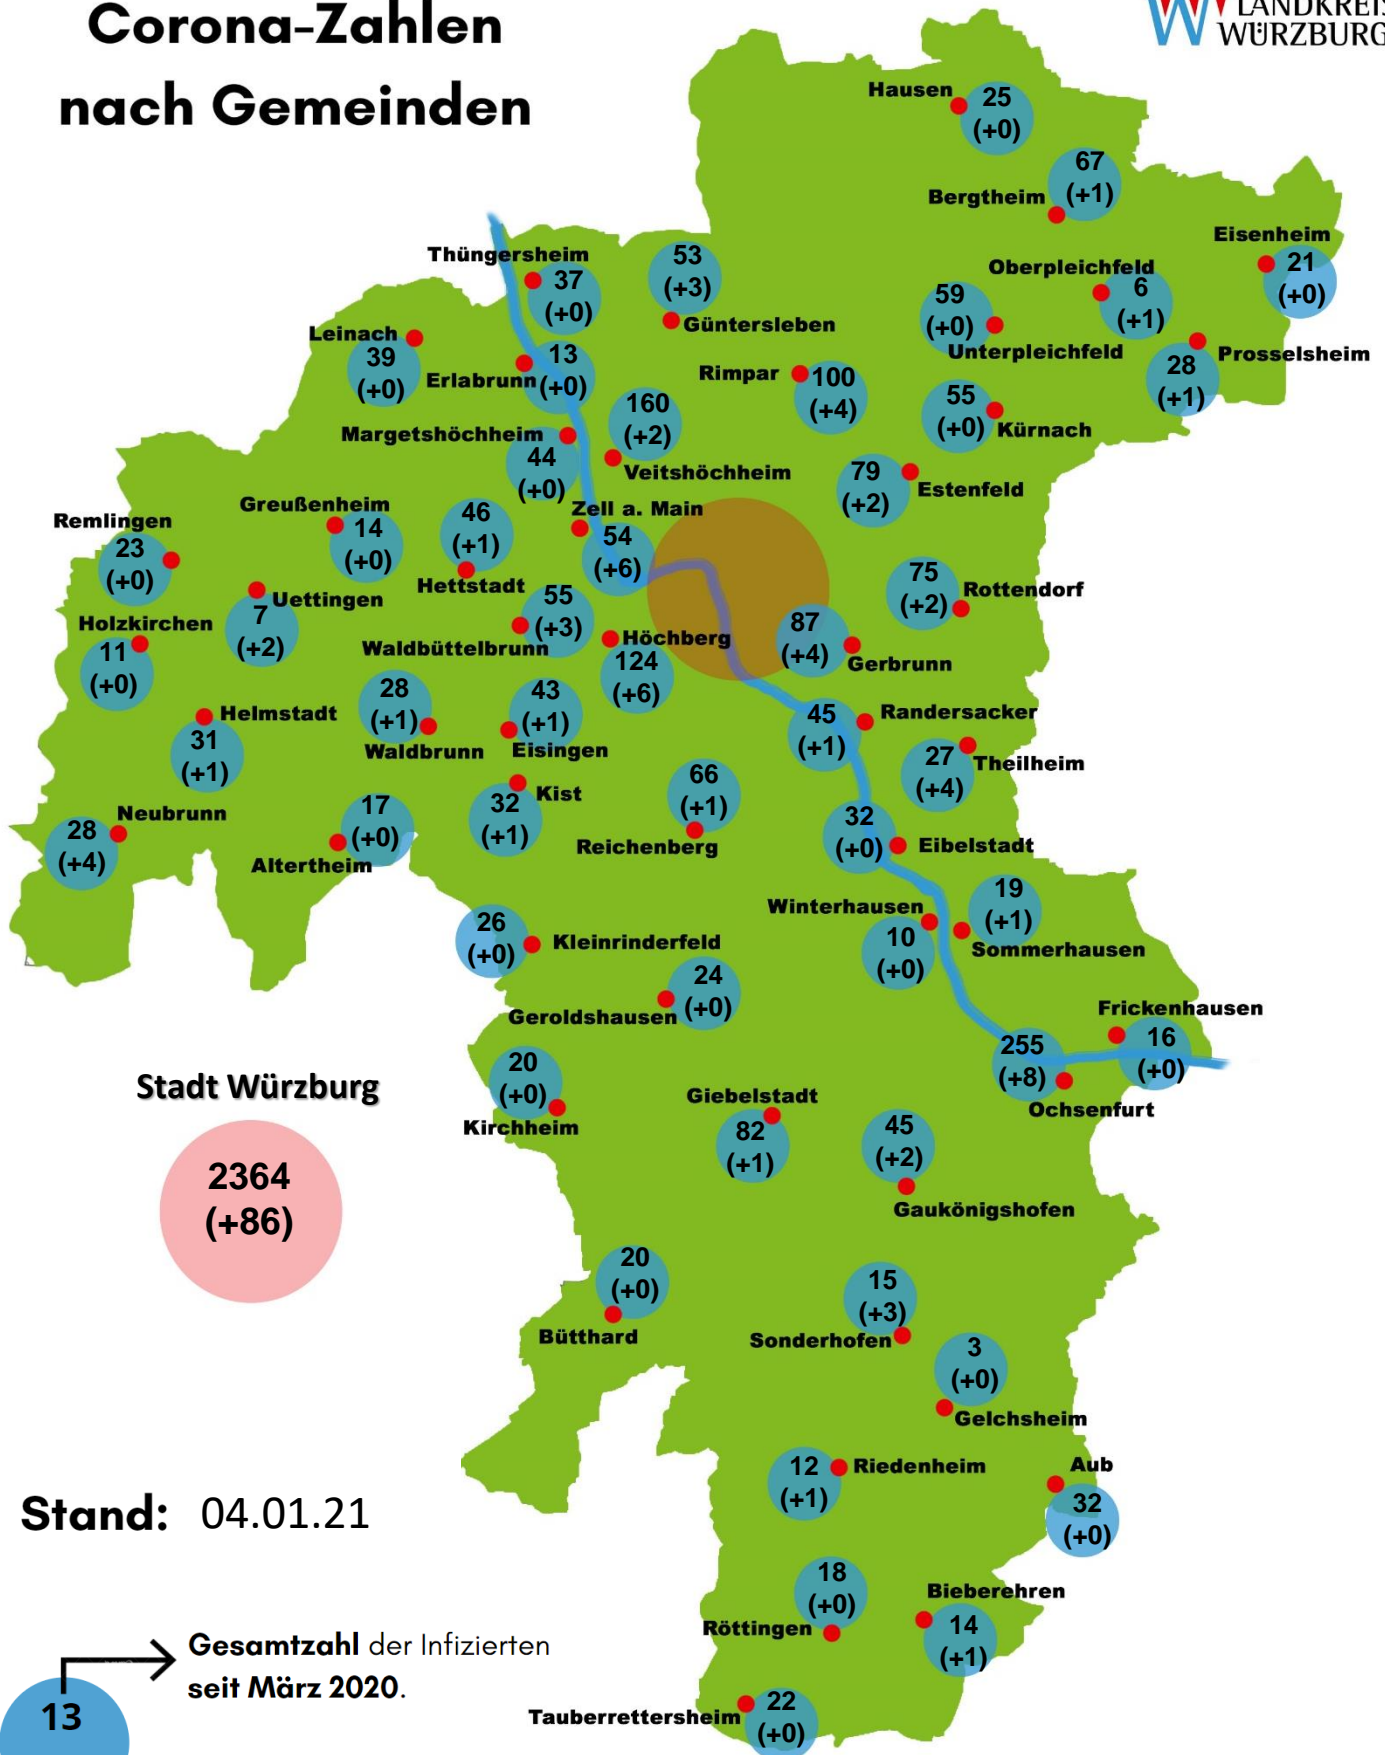 Corona-Zahlen
nach Gemeinden
LANDKREIS
WÜRZBURG
Hausen
25
(+0)
67
(+1)
Bergtheim
Eisenheim
21
(+0)
Thüngersheim
37
(+0)
53
(+3)
Güntersleben
Oberpleichfeld
6
(+1)
59
(+0)
Unterpleichfeld
Prosselsheim
28
(+1)
Leinach
39
(+0)
Erlabrunn
13
(+0)
Rimpar
100
(+4)
55
(+0)
Kürnach
160
(+2)
Veitshöchheim
Margetshöchheim
44
(+0)
79
(+2)
Estenfeld
Zell a. Main
54
(+6)
Greußenheim
14
(+0)
46
(+1)
Hettstadt
Remlingen
23
(+0)
Uettingen
7
(+2)
75
(+2)
Rottendorf
Holzkirchen
11
(+0)
55
(+3)
Waldbüttelbrunn
Höchberg
124
(+6)
87
(+4)
Gerbrunn
Helmstadt
31
(+1)
28
(+1)
Waldbrunn
43
(+1)
Eisingen
45
(+1)
Randersacker
27
(+4)
Theilheim
Kist
32
(+1)
66
(+1)
Reichenberg
Neubrunn
28
(+4)
17
(+0)
Altertheim
32
(+0)
Eibelstadt
Winterhausen
10
(+0)
19
(+1)
Sommerhausen
26
(+0)
Kleinrinderfeld
24
(+0)
Geroldshausen
Frickenhausen
16
(+0)
255
(+8)
Ochsenfurt
20
(+0)
Kirchheim
Giebelstadt
82
(+1)
45
(+2)
Gaukönigshofen
Stadt Würzburg
2364
(+86)
20
(+0)
Bütthard
15
(+3)
Sonderhofen
3
(+0)
Gelchsheim
12
(+1)
Riedenheim
Aub
32
(+0)
Stand: 04.01.21
18
(+0)
Röttingen
Bieberehren
14
(+1)
Gesamtzahl der Infizierten
seit März 2020.
13
Tauberrettersheim
22
(+0)